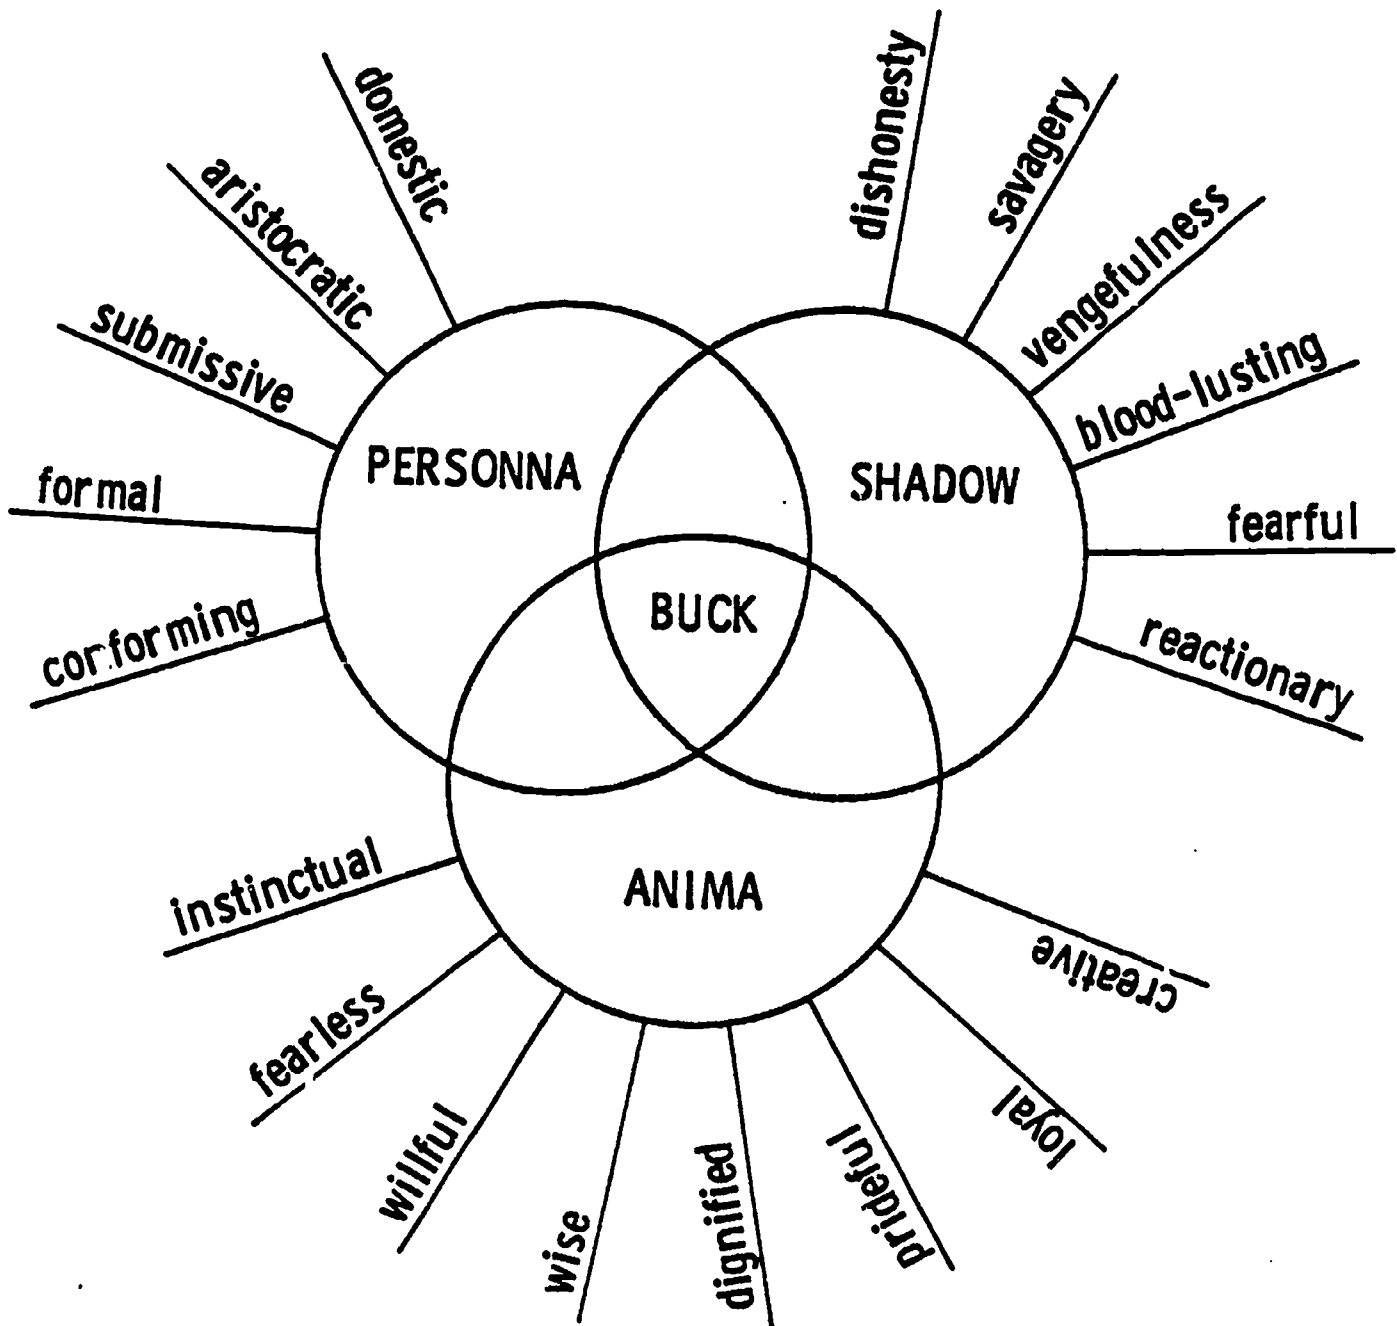 domestic
aristocratic
submissive
formal
conforming
PERSONNA
dishonesty
savagery
vengefulness
blood-lusting
fearful
reactionary
SHADOW
BUCK
ANIMA
instinctual
fearless
willful
wise
dignified
prideful
loyal
creative